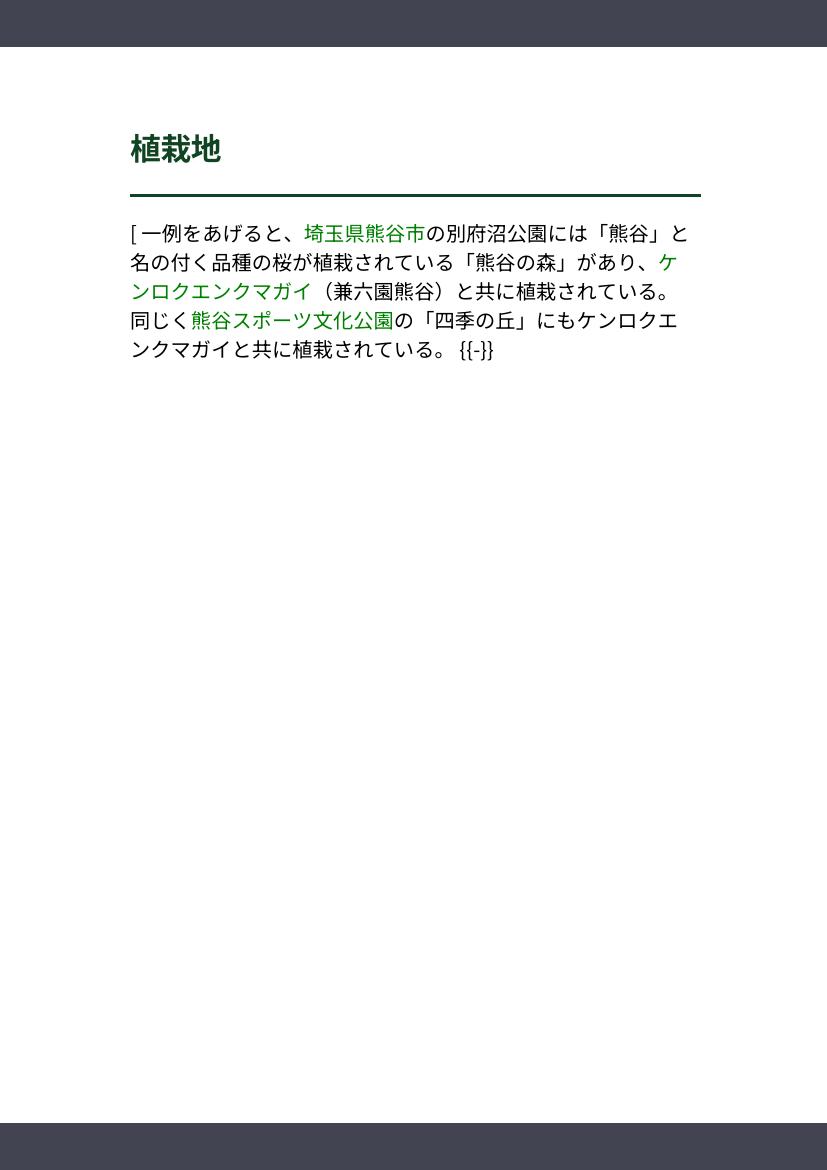 植栽地
[ 一例をあげると、埼玉県熊谷市の別府沼公園には「熊谷」と
名の付く品種の桜が植栽されている「熊谷の森」があり、ケ
ンロクエンクマガイ（兼六園熊谷）と共に植栽されている。
同じく熊谷スポーツ文化公園の「四季の丘」にもケンロクエ
ンクマガイと共に植栽されている。 {{-}}